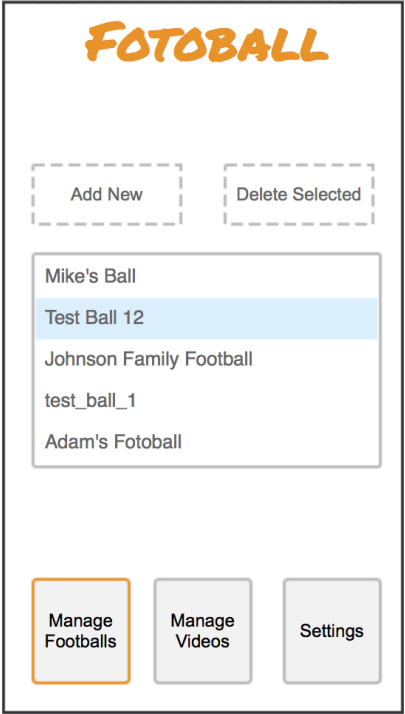 FOTOBALL
Add New
Delete Selected
Mike's Ball
Test Ball 12
Johnson Family Football
test_ball_1
Adam's Fotoball
Manage
Footballs
Manage
Videos
Settings